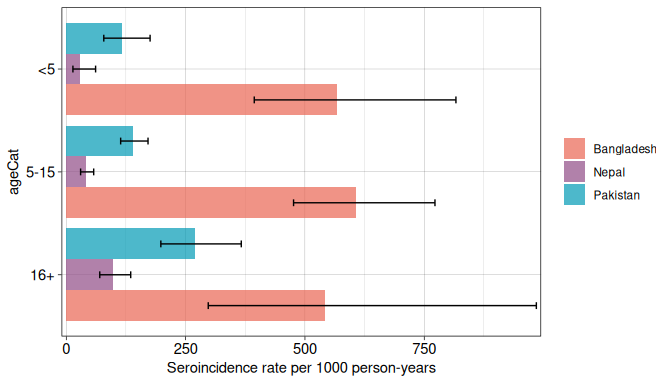 <5
5-15
16+
ageCat
0
250
500
750
Seroincidence rate per 1000 person-years
Bangladesh
Nepal
Pakistan